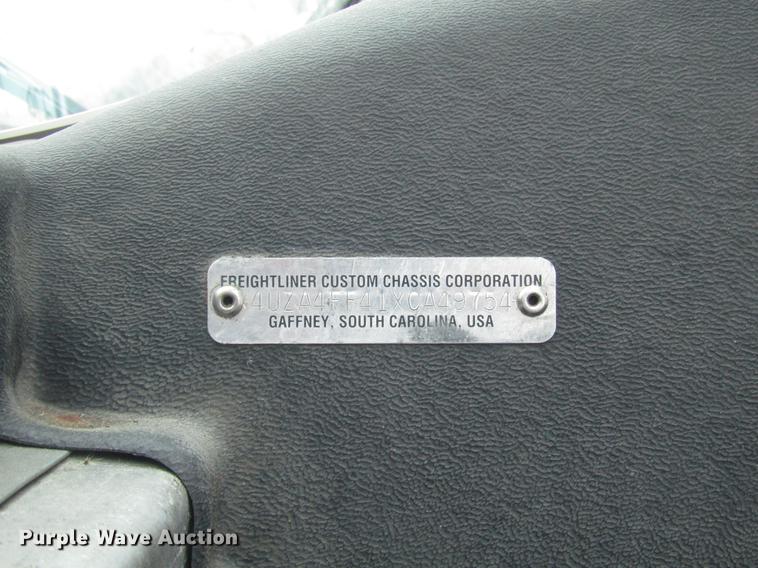 FREIGHTLINER CUSTOM CHASSIS CORPORATION
4UZA4FF41XCA49754
GAFFNEY, SOUTH CAROLINA, USA
Purple Wave Auction®